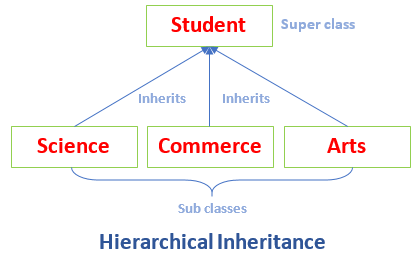 Student
Super class
Inherits
Inherits
Science
Commerce
Arts
Sub classes
Hierarchical Inheritance